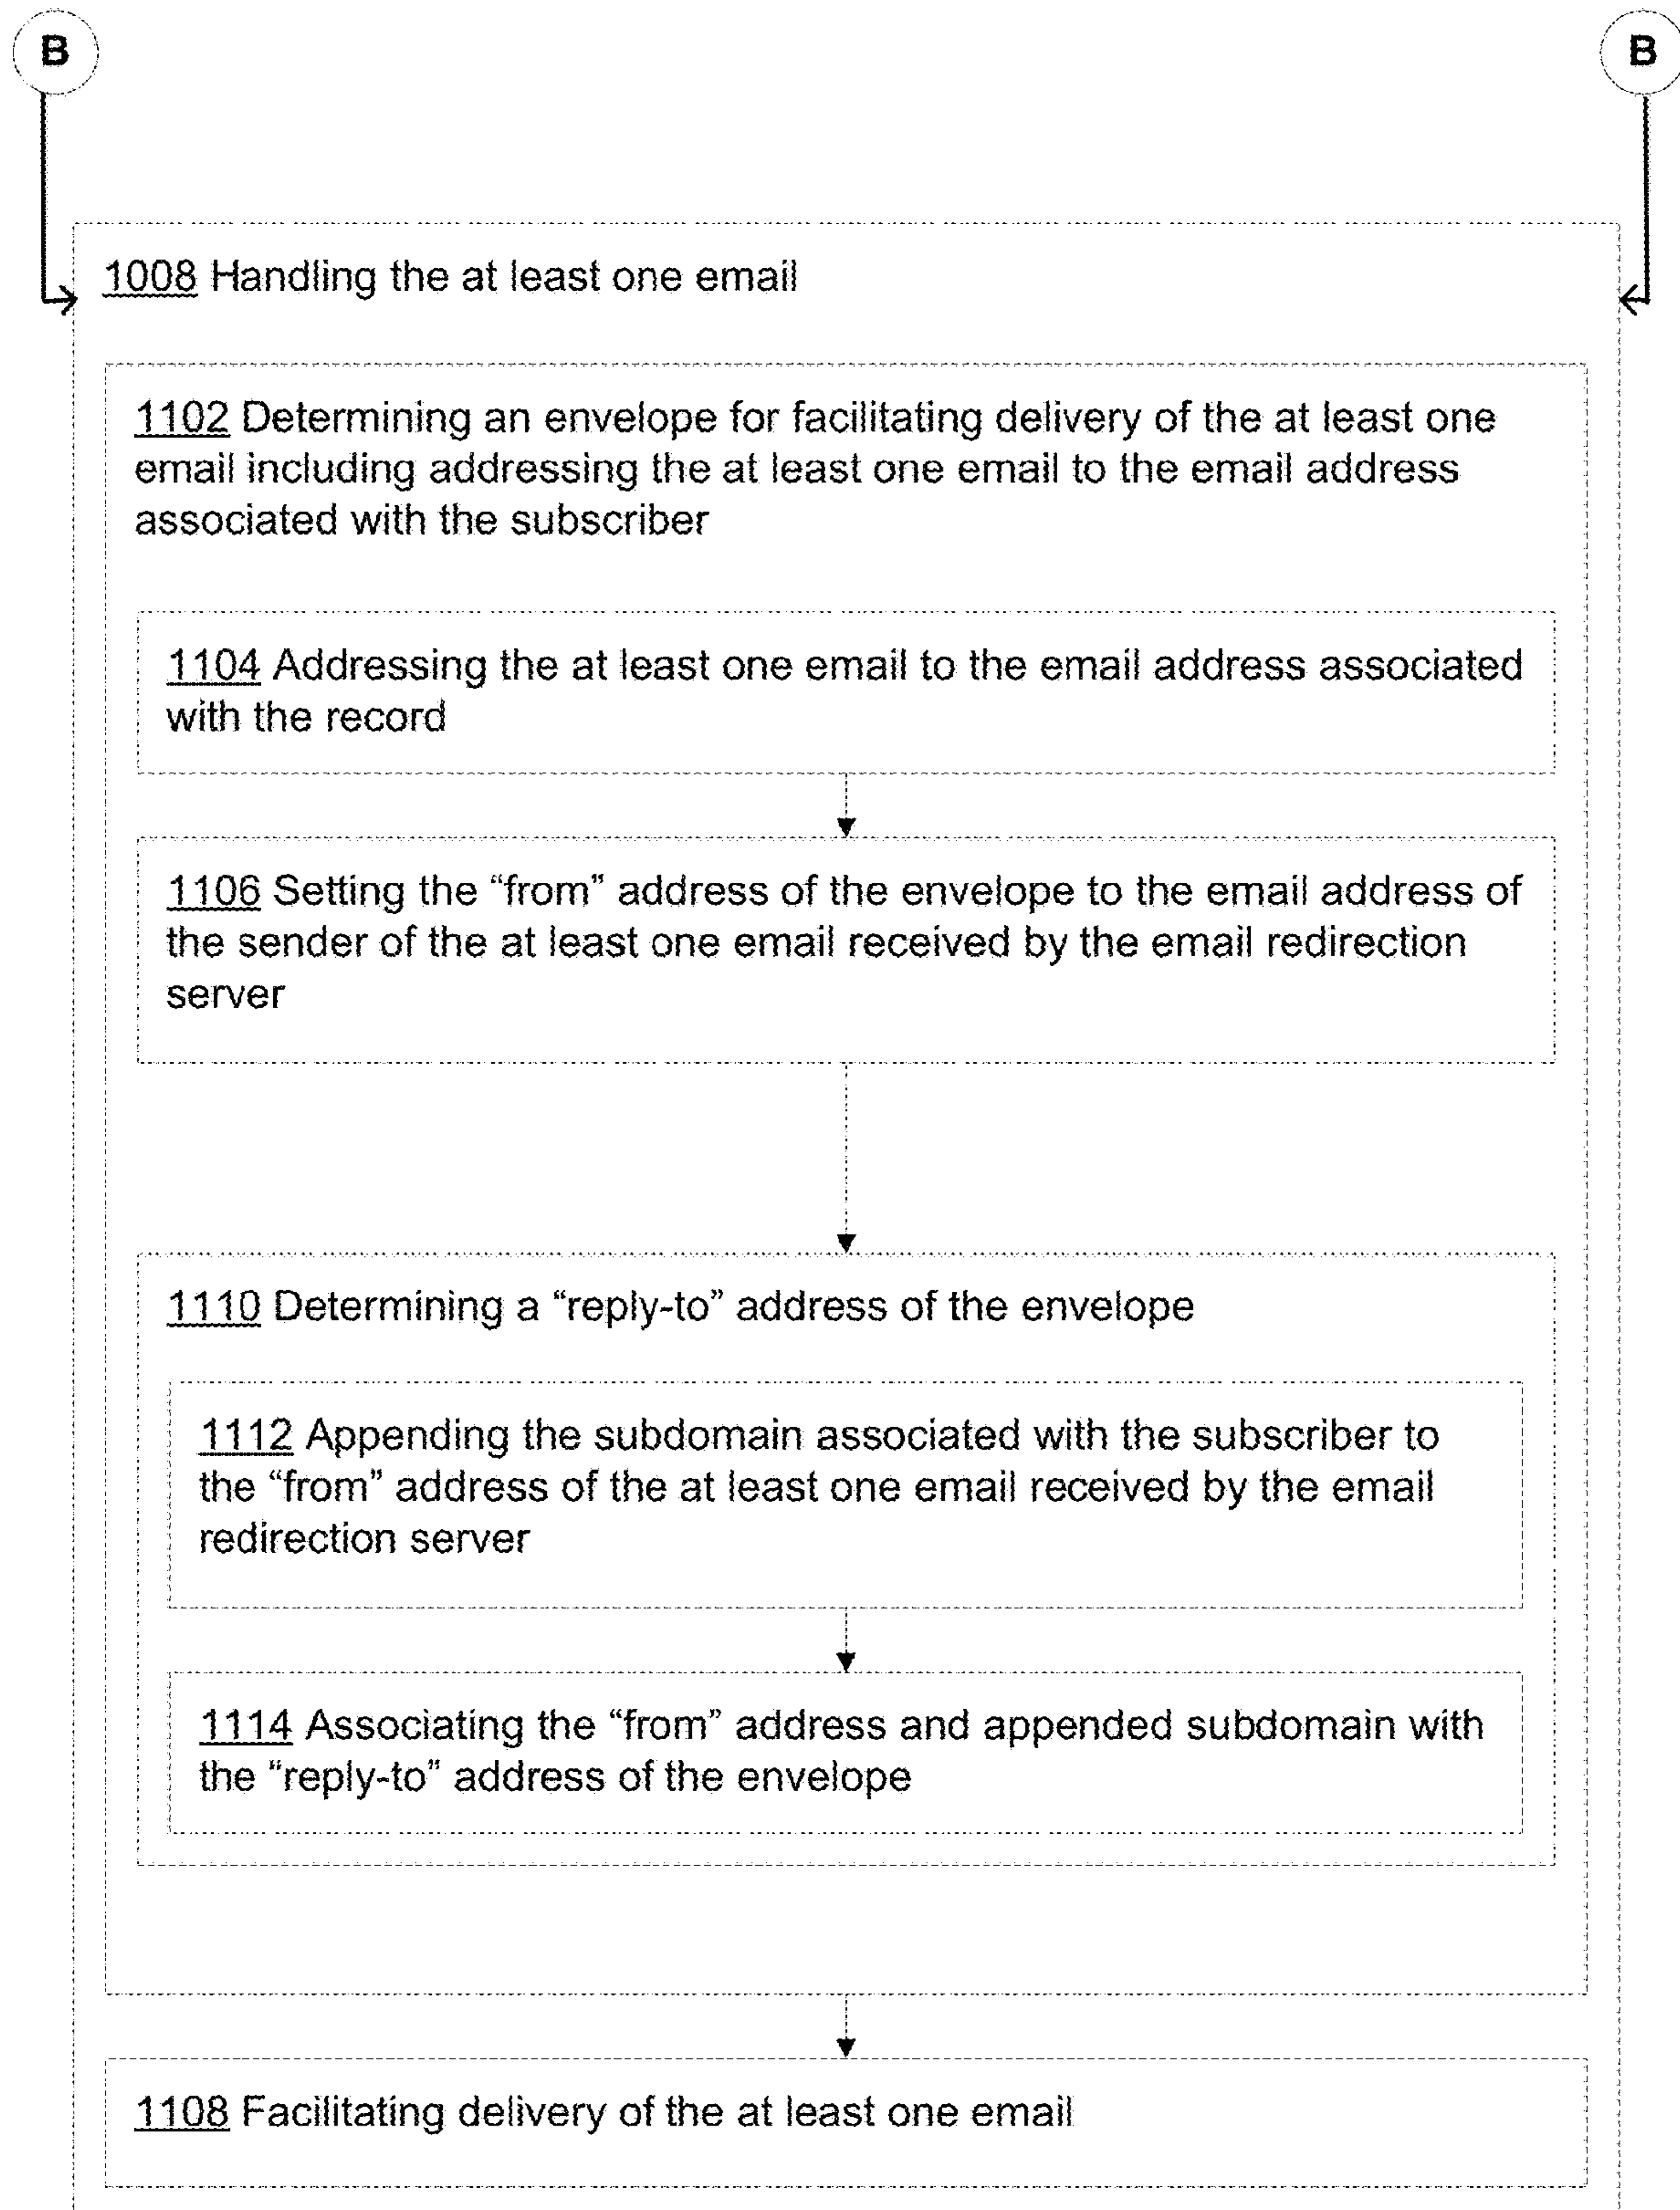 B
B
1008 Handling the at least one email
1102 Determining an envelope for facilitating delivery of the at least one
email including addressing the at least one email to the email address
associated with the subscriber
1104 Addressing the at least one email to the email address associated
with the record
1106 Setting the “from” address of the envelope to the email address of
the sender of the at least one email received by the email redirection
server
1110 Determining a “reply-to” address of the envelope
1112 Appending the subdomain associated with the subscriber to
the “from” address of the at least one email received by the email
redirection server
1114 Associating the “from” address and appended subdomain with
the “reply-to” address of the envelope
1108 Facilitating delivery of the at least one email